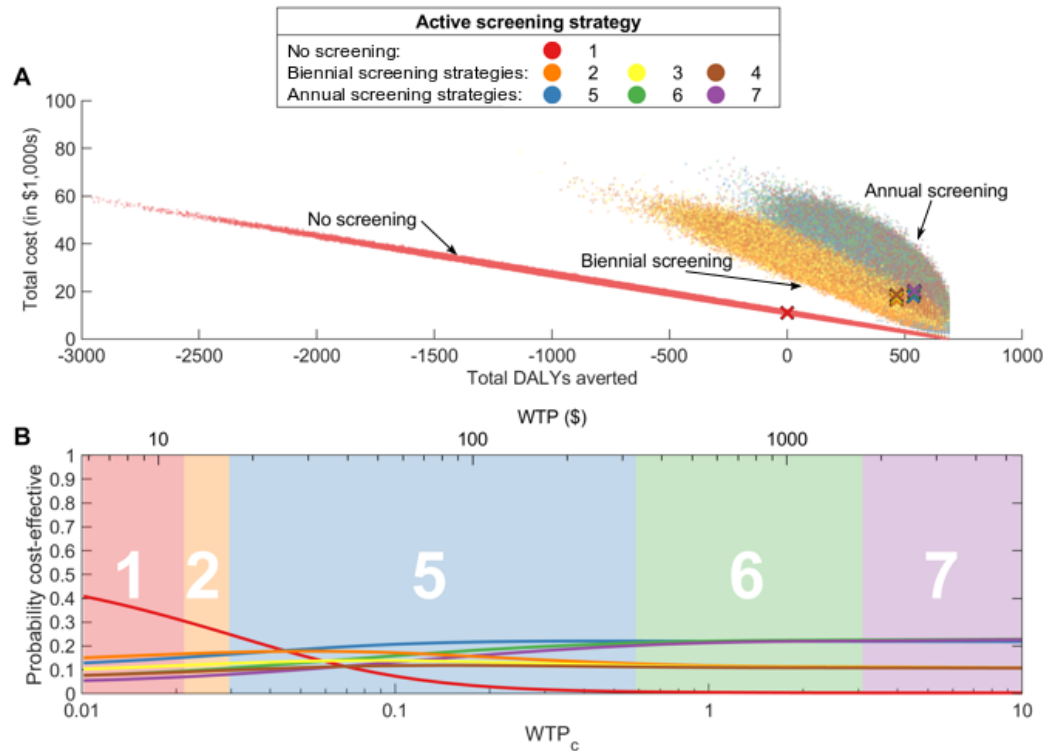 Active screening strategy
No screening: 1
Biennial screening strategies: 2 3 4
Annual screening strategies: 5 6 7
A
Total cost (in $1,000s)
100
80
60
40
20
0
No screening
Biennial screening
Annual screening
-3000 -2500 -2000 -1500 -1000 -500 0 500 1000
Total DALYs averted
B
WTP ($)
10 100 1000
Probability cost-effective
1
0.9
0.8
0.7
0.6
0.5
0.4
0.3
0.2
0.1
0
1 2 5 6 7
0.01 0.1 1 10
WTPc